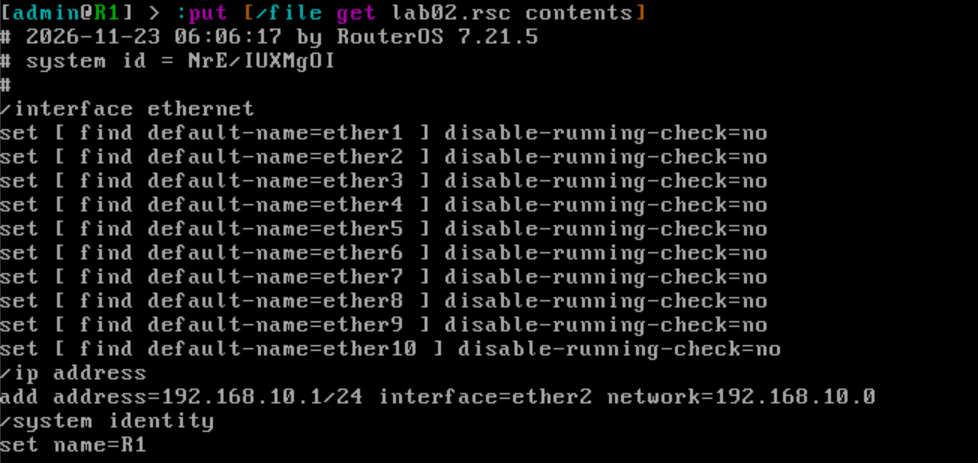 [admin@R1] > :put [/file get lab02.rsc contents]
# 2026-11-23 06:06:17 by RouterOS 7.21.5
# system id = NrE/IUXMgOI
#
/interface ethernet
set [ find default-name=ether1 ] disable-running-check=no
set [ find default-name=ether2 ] disable-running-check=no
set [ find default-name=ether3 ] disable-running-check=no
set [ find default-name=ether4 ] disable-running-check=no
set [ find default-name=ether5 ] disable-running-check=no
set [ find default-name=ether6 ] disable-running-check=no
set [ find default-name=ether7 ] disable-running-check=no
set [ find default-name=ether8 ] disable-running-check=no
set [ find default-name=ether9 ] disable-running-check=no
set [ find default-name=ether10 ] disable-running-check=no
/ip address
add address=192.168.10.1/24 interface=ether2 network=192.168.10.0
/system identity
set name=R1